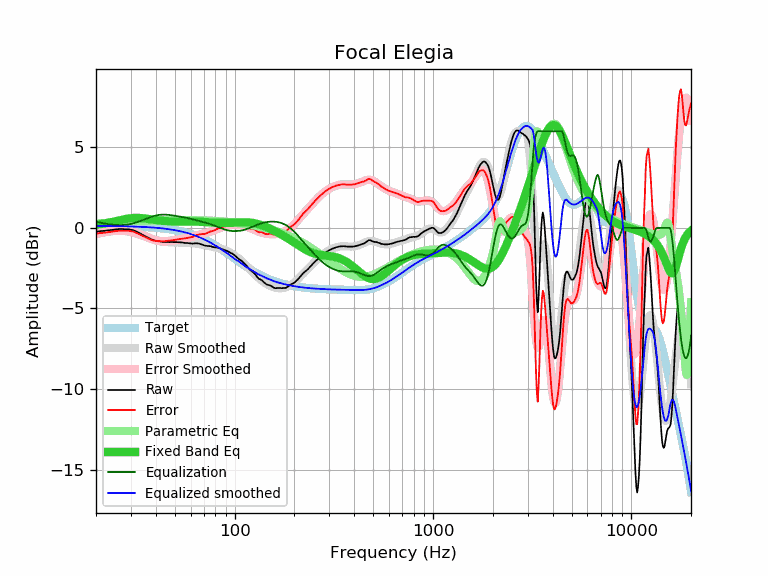 Focal Elegia
Amplitude (dBr)
5
0
−5
−10
−15
Target
Raw Smoothed
Error Smoothed
Raw
Error
Parametric Eq
Fixed Band Eq
Equalization
Equalized smoothed
100
1000
10000
Frequency (Hz)